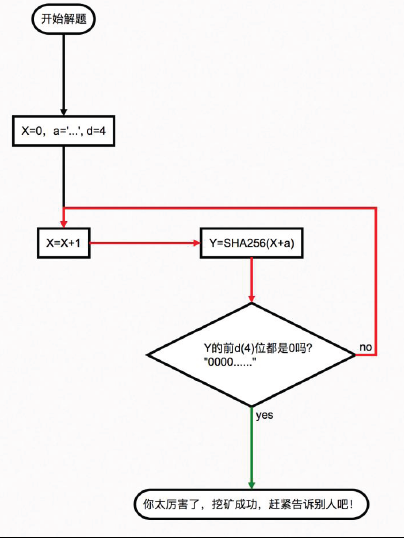 开始解题
X=0，a='...', d=4
X=X+1
Y=SHA256(X+a)
Y的前d(4)位都是0吗?
"0000......"
no
yes
你太厉害了，挖矿成功，赶紧告诉别人吧！